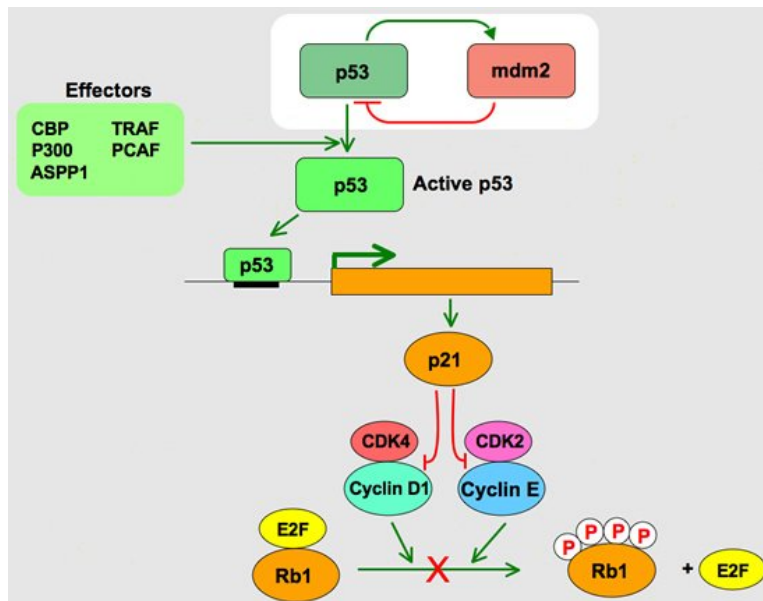 p53
mdm2
Effectors
CBP TRAF
P300 PCAF
ASPP1
p53
Active p53
p53
p21
CDK4
CDK2
Cyclin D1
Cyclin E
E2F
Rb1
X
P P P P
Rb1
+ E2F